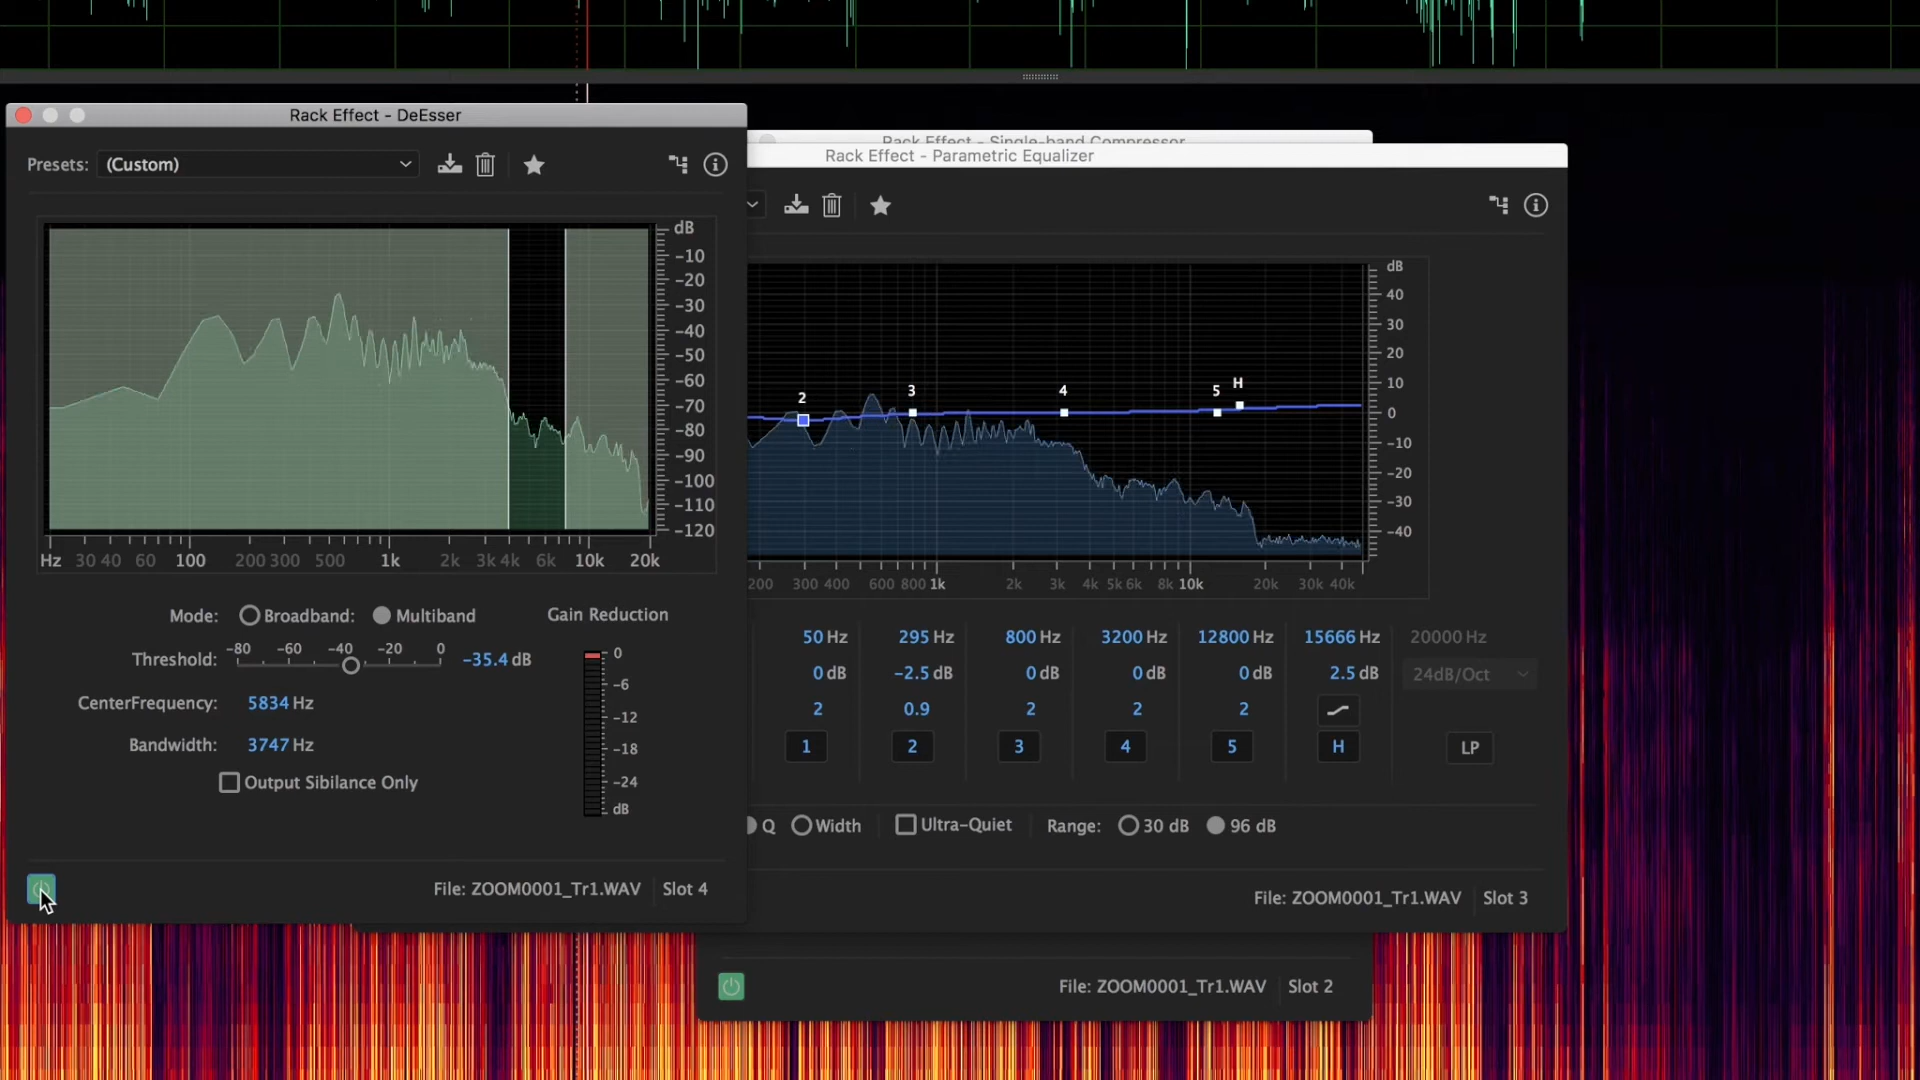 Rack Effect - DeEsser
Presets: (Custom)
dB
-10
-20
-30
-40
-50
-60
-70
-80
-90
-100
-110
-120
Hz 30 40 60 100 200 300 500 1k 2k 3k 4k 6k 10k 20k
Mode: Broadband: Multiband Gain Reduction
-80 -60 -40 -20 0
Threshold: -35.4 dB
CenterFrequency: 5834 Hz
Bandwidth: 3747 Hz
Output Sibilance Only
0
-6
-12
-18
-24
dB
File: ZOOM0001_Tr1.WAV Slot 4
Rack Effect - Single-band Compressor
Rack Effect - Parametric Equalizer
dB
40
30
20
10
0
-10
-20
-30
-40
2 3 4 5 H
200 300 400 600 800 1k 2k 3k 4k 5k 6k 8k 10k 20k 30k 40k
50 Hz 295 Hz 800 Hz 3200 Hz 12800 Hz 15666 Hz 20000 Hz
0 dB -2.5 dB 0 dB 0 dB 0 dB 2.5 dB 24dB/Oct
2 0.9 2 2 2
1 2 3 4 5 H LP
Q Width Ultra-Quiet Range: 30 dB 96 dB
File: ZOOM0001_Tr1.WAV Slot 3
File: ZOOM0001_Tr1.WAV Slot 2